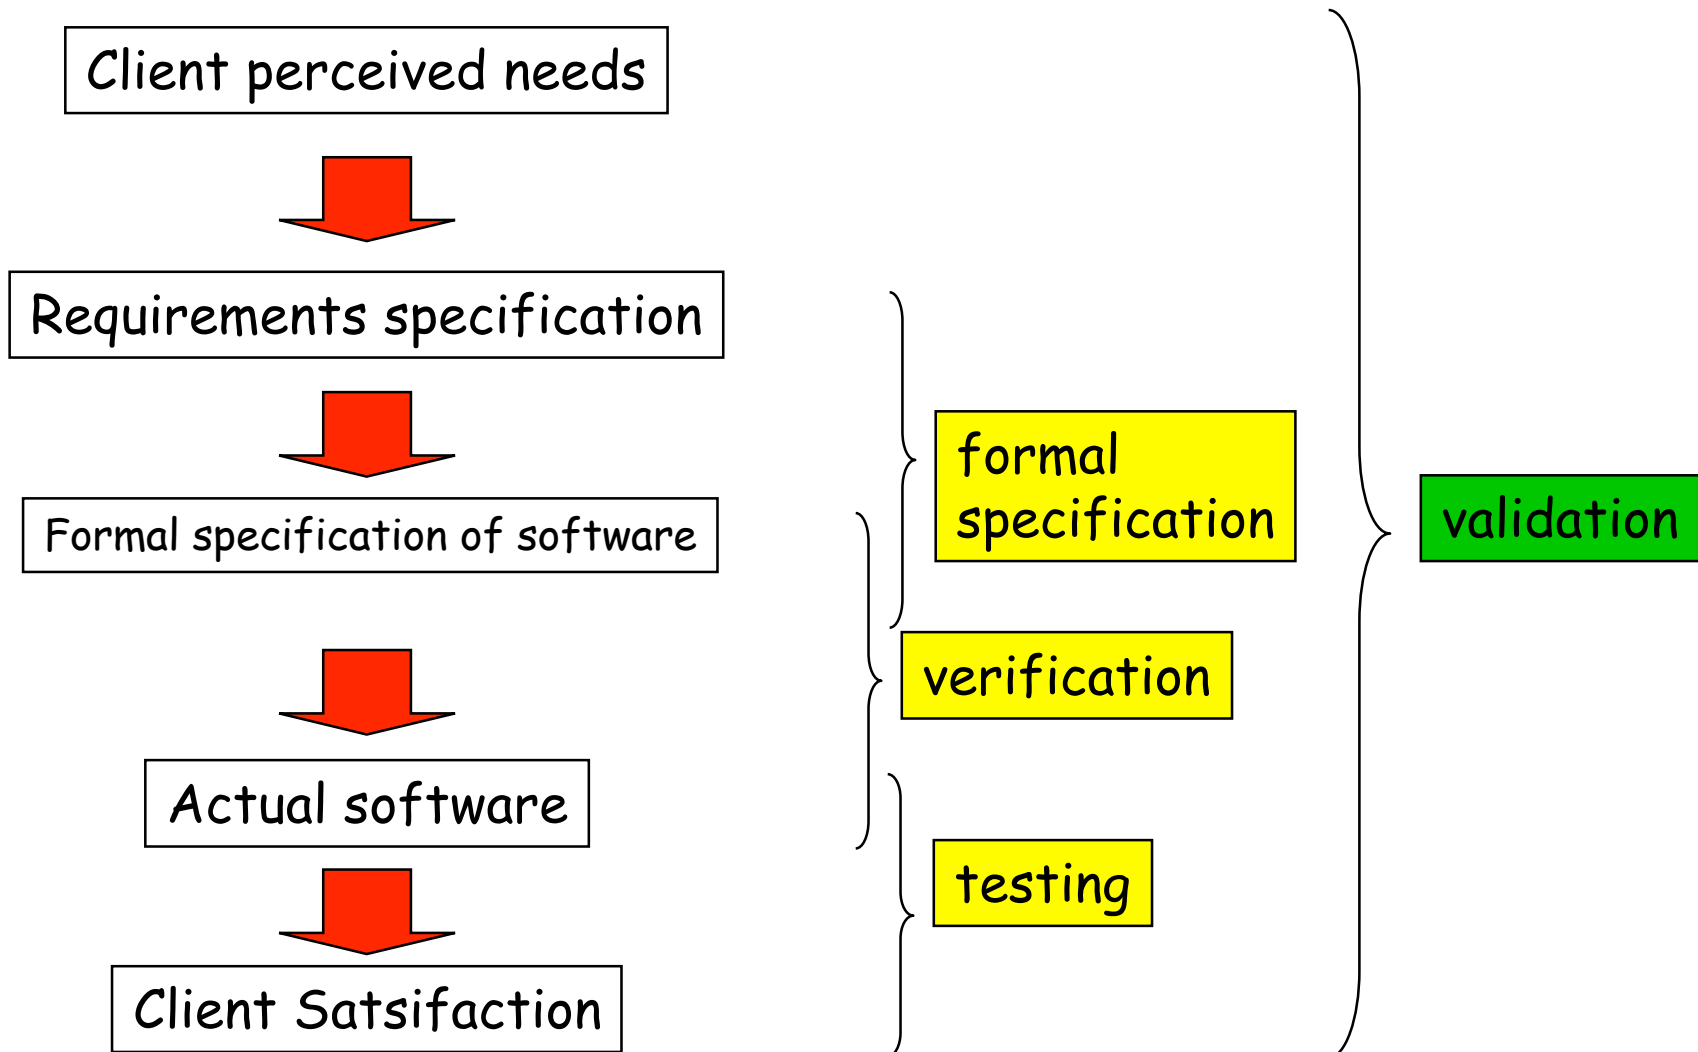 Client perceived needs
Requirements specification
formal
specification
validation
Formal specification of software
verification
Actual software
testing
Client Satsifaction